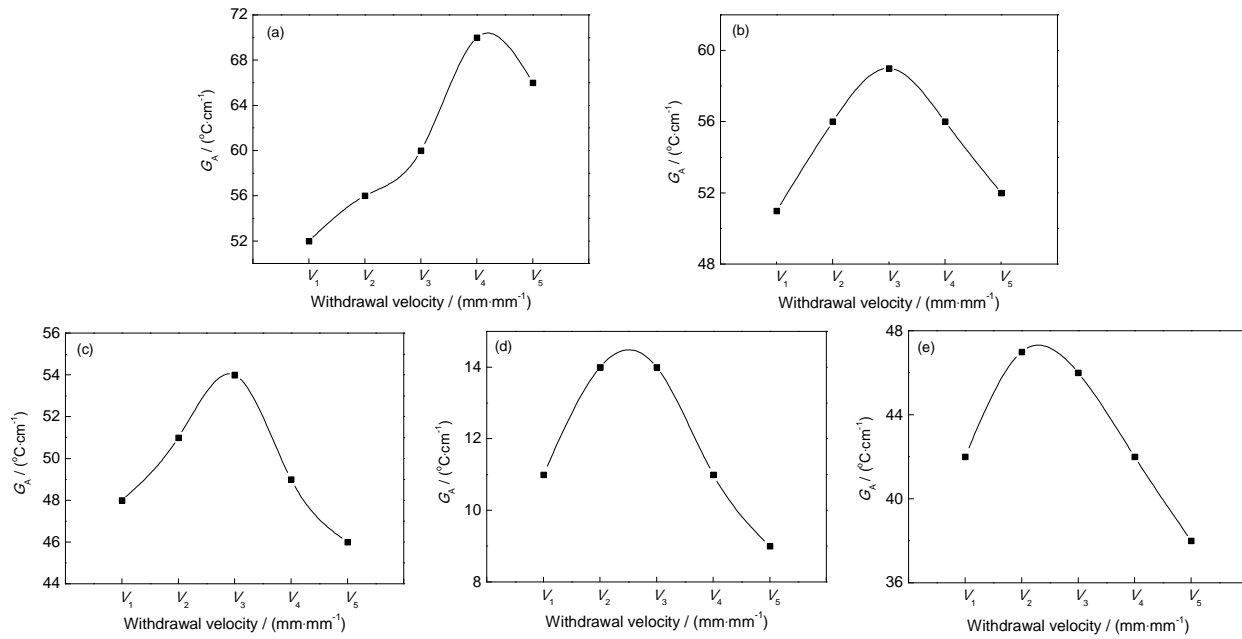 (a)
72
68
64
60
56
52
G_A / (°C·cm⁻¹)
V₁ V₂ V₃ V₄ V₅
Withdrawal velocity / (mm·mm⁻¹)
(b)
60
56
52
48
G_A / (°C·cm⁻¹)
V₁ V₂ V₃ V₄ V₅
Withdrawal velocity / (mm·mm⁻¹)
(c)
56
54
52
50
48
46
44
G_A / (°C·cm⁻¹)
V₁ V₂ V₃ V₄ V₅
Withdrawal velocity / (mm·mm⁻¹)
(d)
14
12
10
8
G_A / (°C·cm⁻¹)
V₁ V₂ V₃ V₄ V₅
Withdrawal velocity / (mm·mm⁻¹)
(e)
48
44
40
36
G_A / (°C·cm⁻¹)
V₁ V₂ V₃ V₄ V₅
Withdrawal velocity / (mm·mm⁻¹)